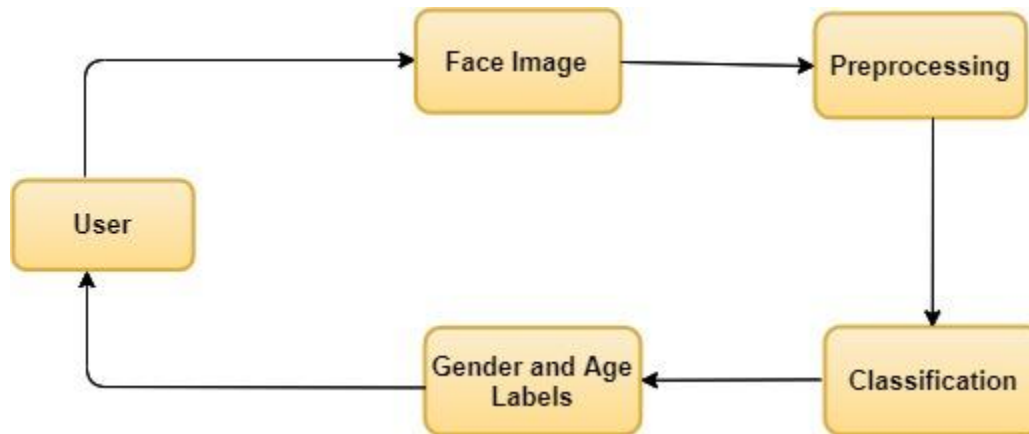 Face Image
Preprocessing
User
Gender and Age
Labels
Classification